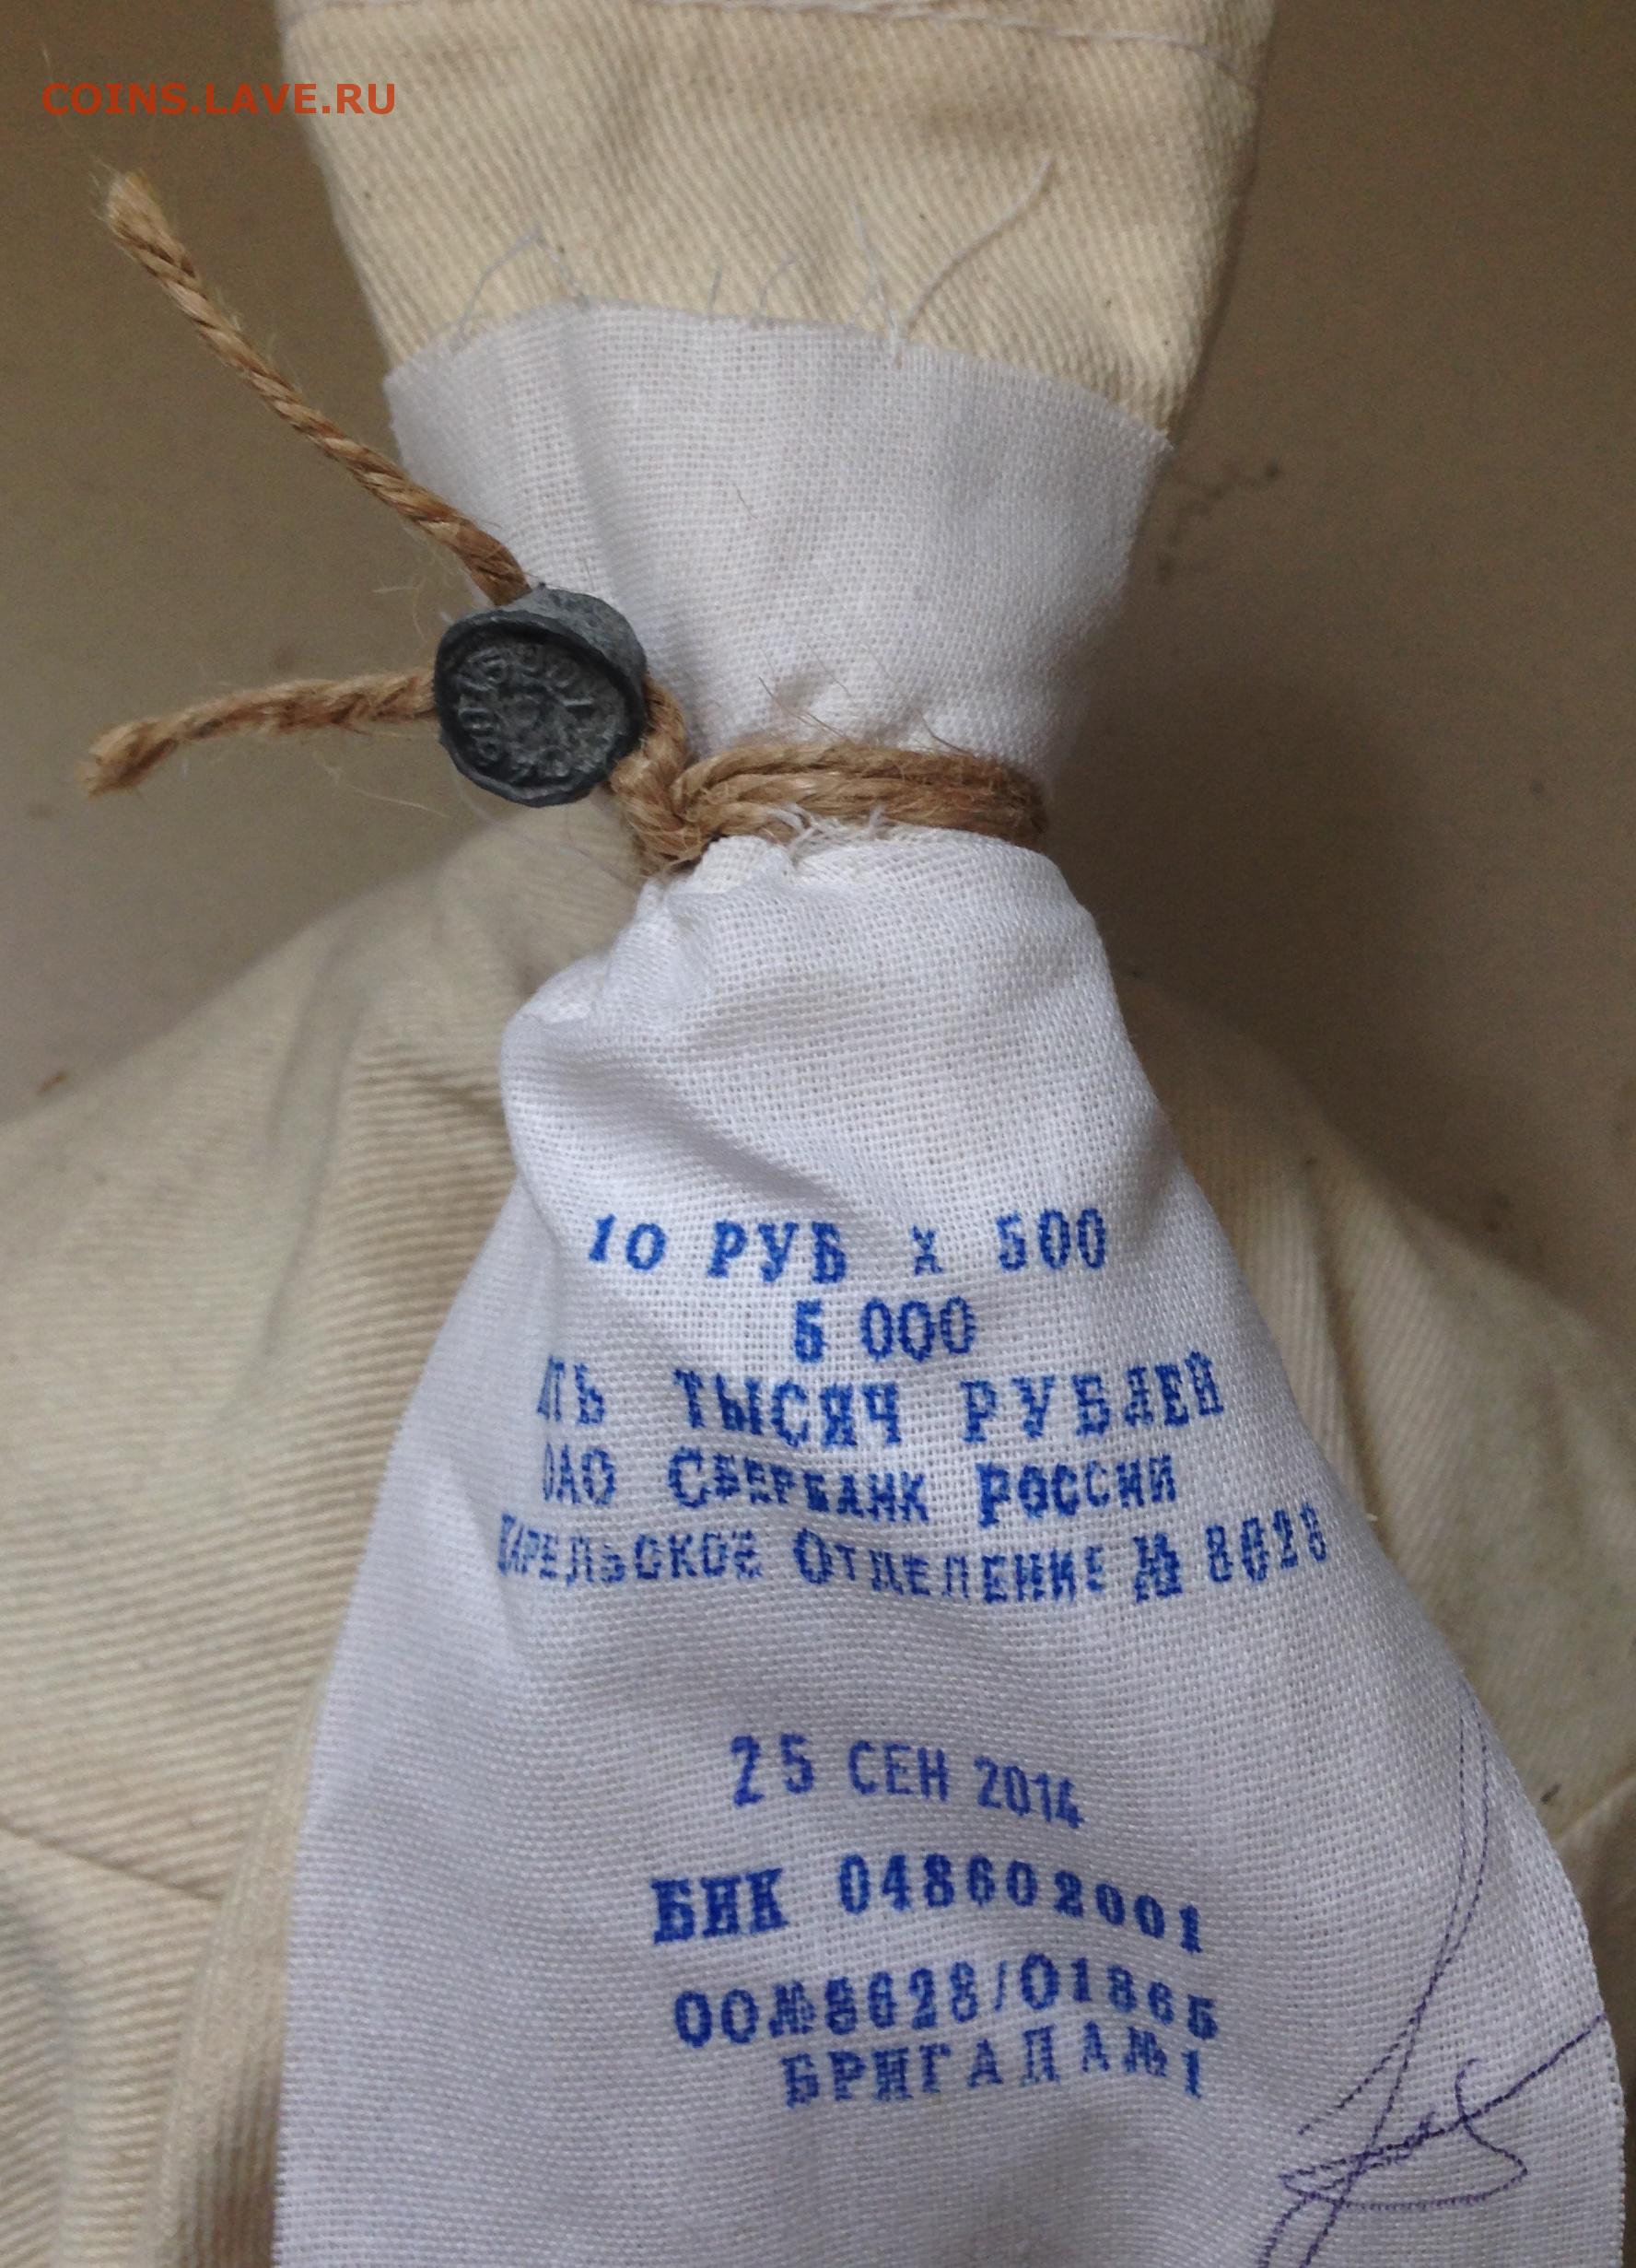 COINS.LAVE.RU
10 РУБ х 500
5 000
ТЫСЯЧ РУБЛЕЙ
ОАО СБЕРБАНК РОССИИ
КАРЕЛЬСКОЕ ОТДЕЛЕНИЕ № 8628
25 СЕН 2014
БИК 048602001
ОО№8628/01865
БРИГАДА№1